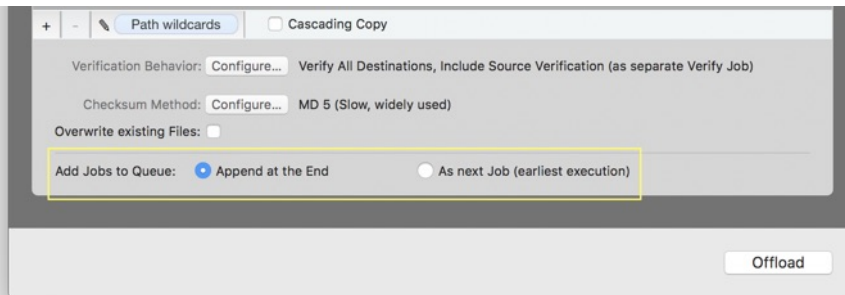 + - Path wildcards Cascading Copy
Verification Behavior: Configure... Verify All Destinations, Include Source Verification (as separate Verify Job)
Checksum Method: Configure... MD 5 (Slow, widely used)
Overwrite existing Files:
Add Jobs to Queue: Append at the End As next Job (earliest execution)
Offload